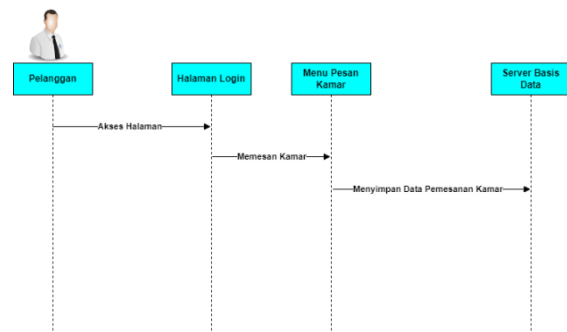 Pelanggan
Halaman Login
Menu Pesan
Kamar
Server Basis
Data
Akses Halaman
Memesan Kamar
Menyimpan Data Pemesanan Kamar